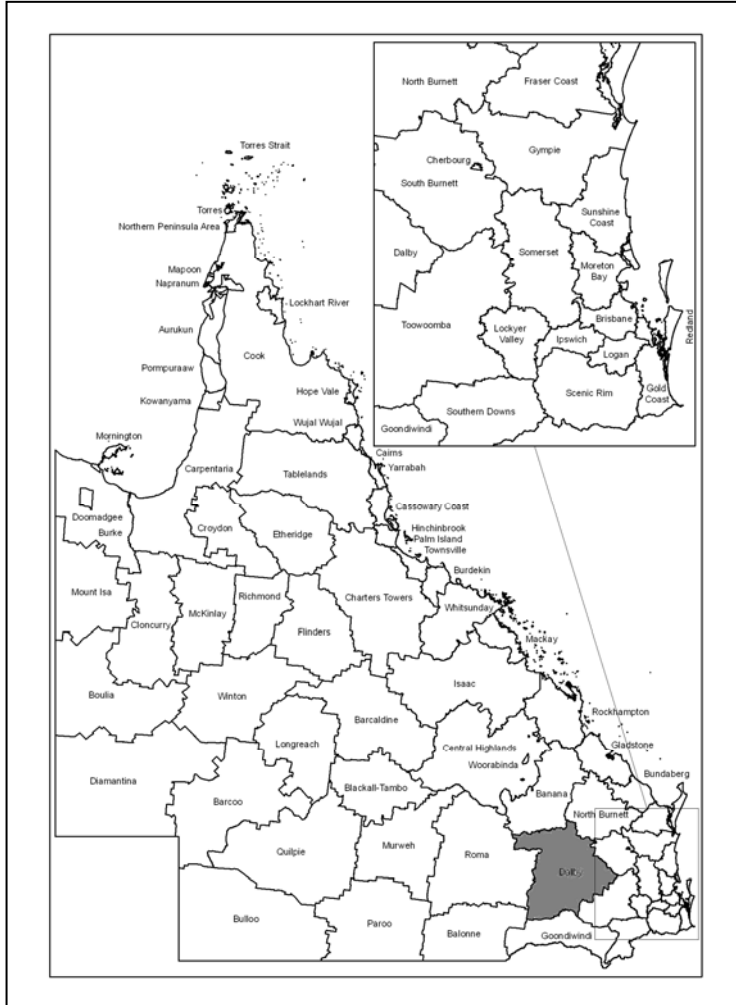 North Burnett
Fraser Coast
Gympie
Cherbourg
South Burnett
Sunshine
Coast
Dalby
Somerset
Moreton
Bay
Toowoomba
Brisbane
Lockyer
Valley
Ipswich
Logan
Redland
Scenic Rim
Gold
Coast
Southern Downs
Goondiwindi
Torres Strait
Torres
Northern Peninsula Area
Mapoon
Napranum
Lockhart River
Aurukun
Cook
Pormpuraaw
Kowanyama
Hope Vale
Wujal Wujal
Mornington
Cairns
Yarrabah
Carpentaria
Tablelands
Cassowary Coast
Doomadgee
Burke
Croydon
Etheridge
Hinchinbrook
Palm Island
Townsville
Burdekin
Mount Isa
Cloncurry
McKinlay
Richmond
Flinders
Charters Towers
Whitsunday
Mackay
Boulia
Winton
Isaac
Rockhampton
Longreach
Barcaldine
Central Highlands
Woorabinda
Gladstone
Diamantina
Barcoo
Blackall-Tambo
Banana
Bundaberg
North Burnett
Quilpie
Murweh
Roma
Dalby
Bulloo
Paroo
Balonne
Goondiwindi